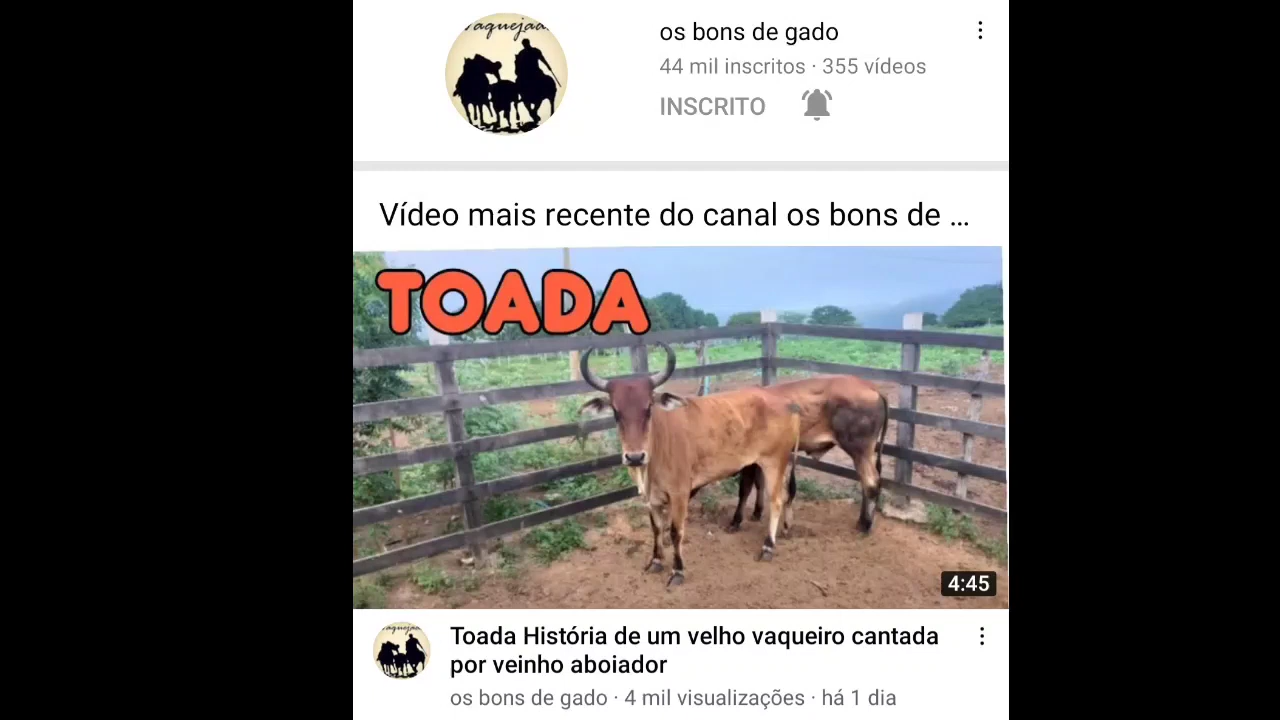 vaquejada
os bons de gado
44 mil inscritos · 355 vídeos
INSCRITO
Vídeo mais recente do canal os bons de ...
TOADA
4:45
Toada História de um velho vaqueiro cantada
por veinho aboiador
os bons de gado · 4 mil visualizações · há 1 dia